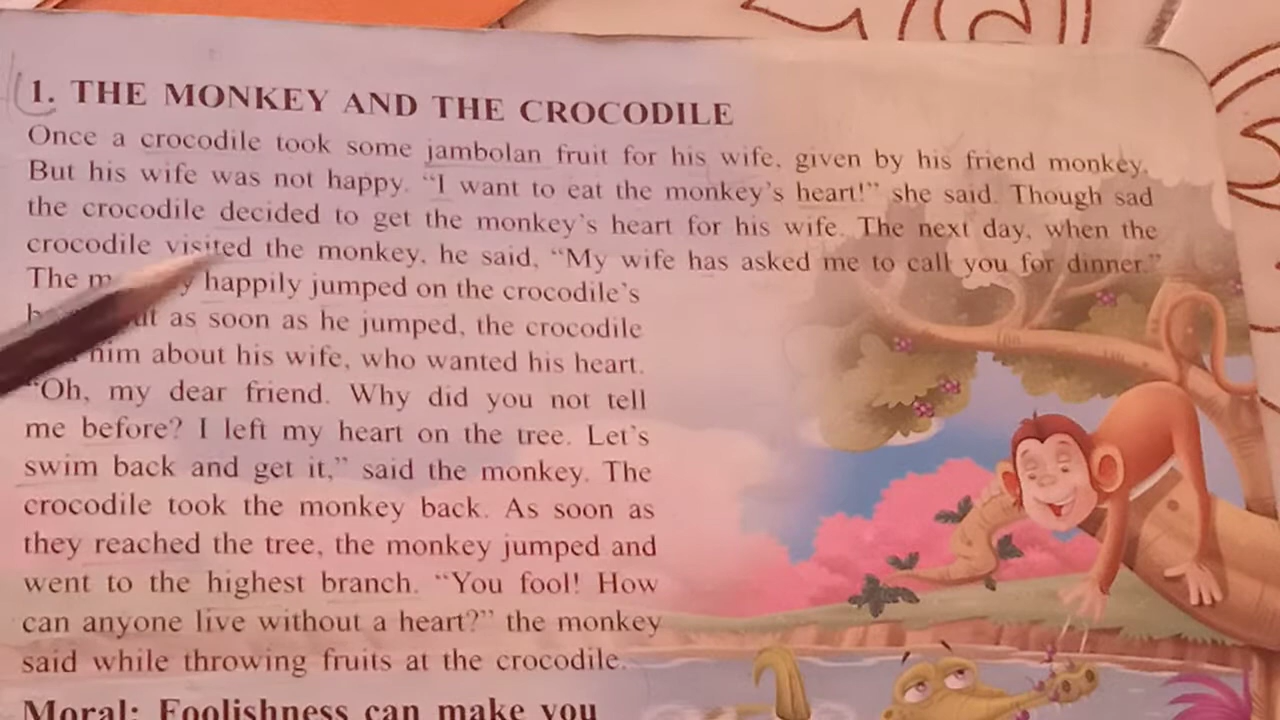 1. THE MONKEY AND THE CROCODILE
Once a crocodile took some jambolan fruit for his wife, given by his friend monkey.
But his wife was not happy. “I want to eat the monkey’s heart!” she said. Though sad
the crocodile decided to get the monkey’s heart for his wife. The next day, when the
crocodile visited the monkey, he said, “My wife has asked me to call you for dinner.”
The happily jumped on the crocodile’s
as soon as he jumped, the crocodile
him about his wife, who wanted his heart.
“Oh, my dear friend. Why did you not tell
me before? I left my heart on the tree. Let’s
swim back and get it,” said the monkey. The
crocodile took the monkey back. As soon as
they reached the tree, the monkey jumped and
went to the highest branch. “You fool! How
can anyone live without a heart?” the monkey
said while throwing fruits at the crocodile.
Moral: Foolishness can make you